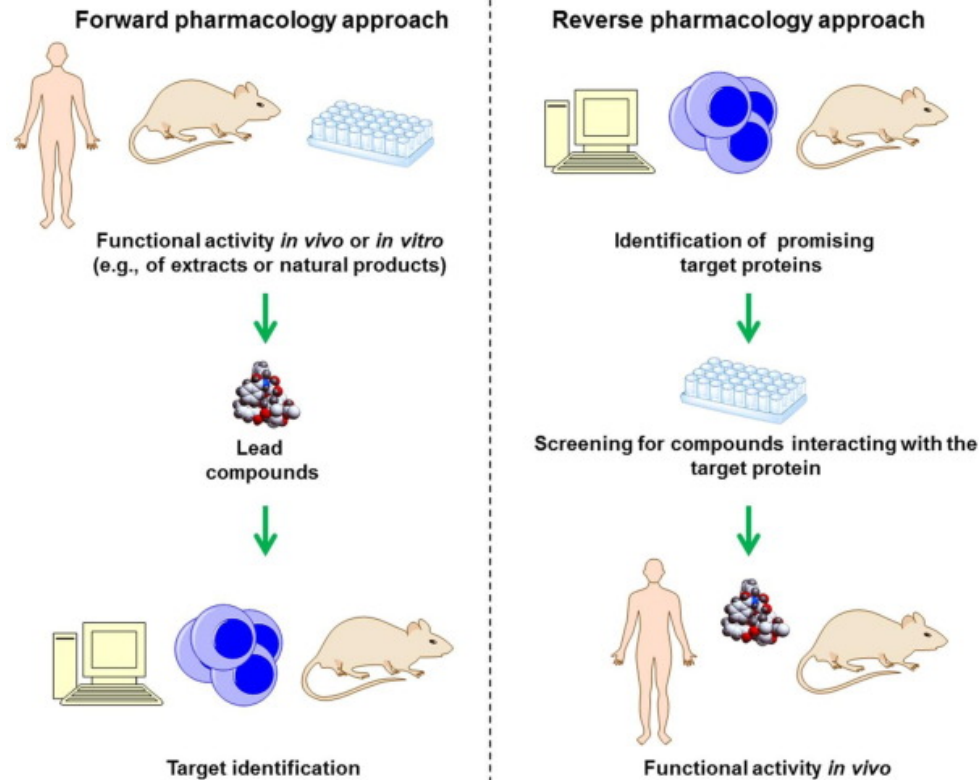 Forward pharmacology approach
Functional activity in vivo or in vitro
(e.g., of extracts or natural products)
Lead
compounds
Target identification
Reverse pharmacology approach
Identification of promising
target proteins
Screening for compounds interacting with the
target protein
Functional activity in vivo